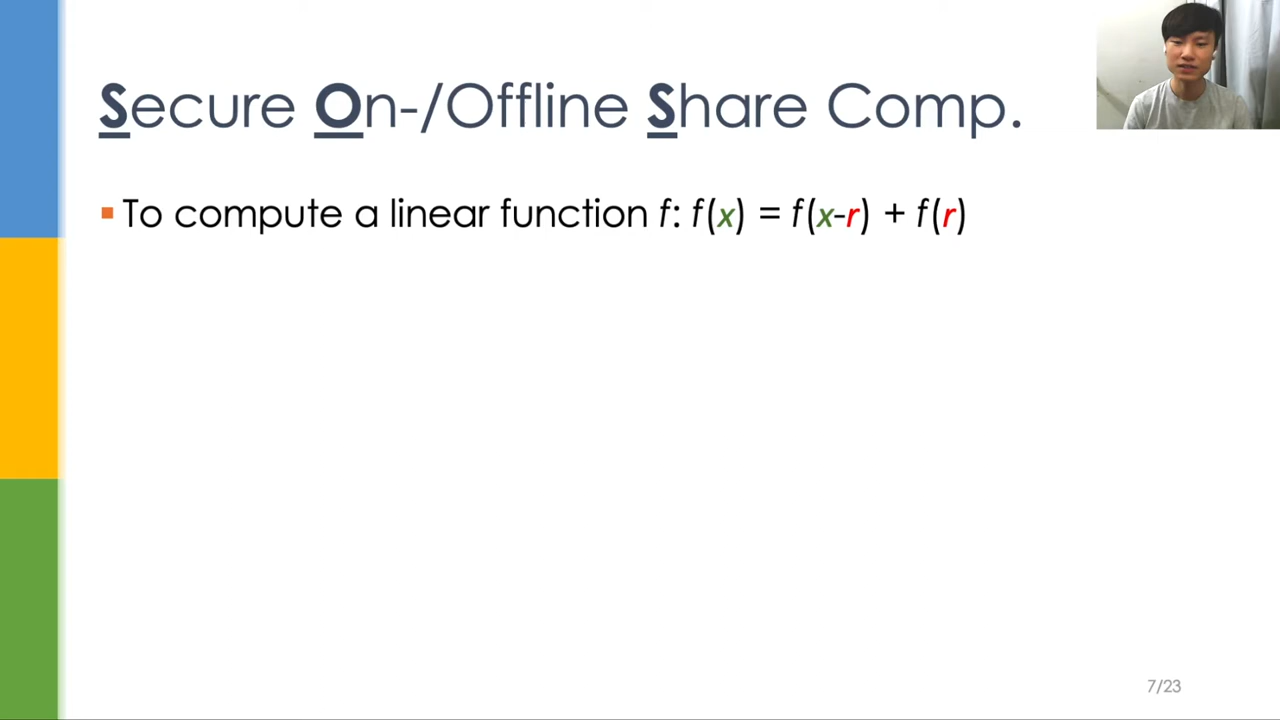 Secure On-/Offline Share Comp.
To compute a linear function f: f(x) = f(x-r) + f(r)
7/23